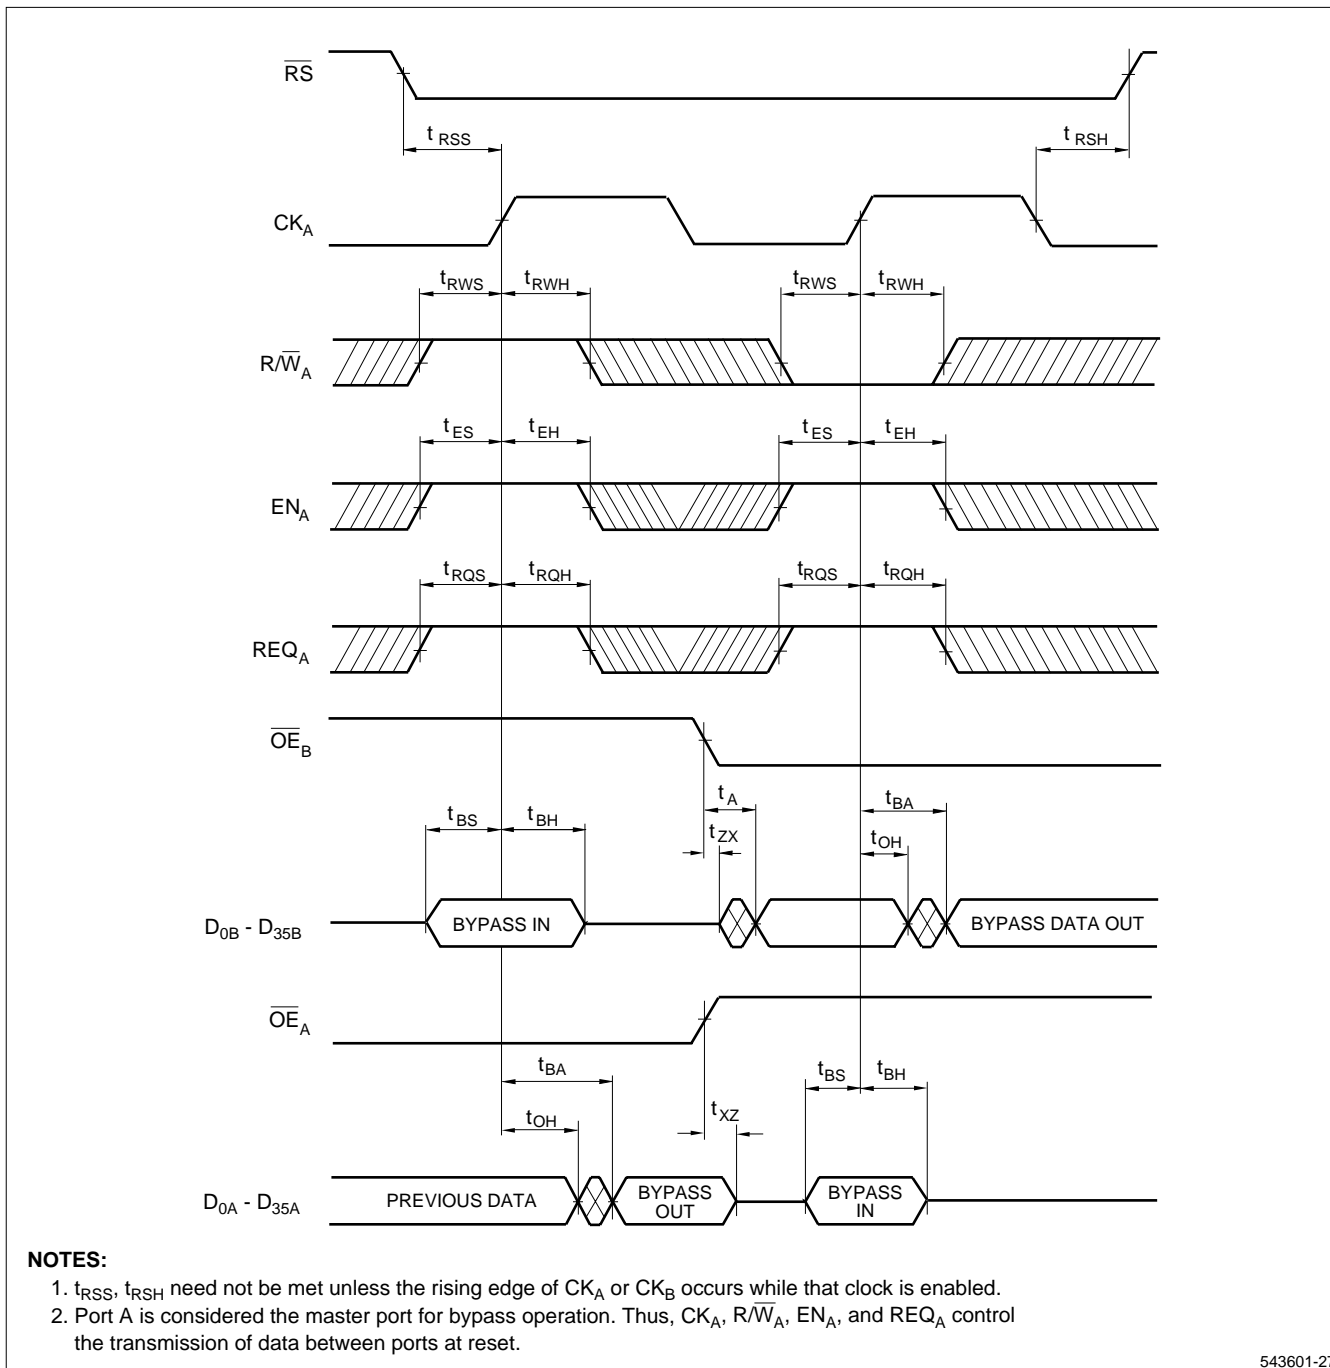 RS
t RSS
t RSH
CKA
tRWS tRWH tRWS tRWH
R/WA
tES tEH tES tEH
ENA
tRQS tRQH tRQS tRQH
REQA
OEB
tA tBA
tBS tBH tZX tOH
D0B - D35B BYPASS IN BYPASS DATA OUT
OEA
tBA tBS tBH
tOH tXZ
D0A - D35A PREVIOUS DATA BYPASS OUT BYPASS IN
NOTES:
1. tRSS, tRSH need not be met unless the rising edge of CKA or CKB occurs while that clock is enabled.
2. Port A is considered the master port for bypass operation. Thus, CKA, R/WA, ENA, and REQA control
the transmission of data between ports at reset.
543601-27